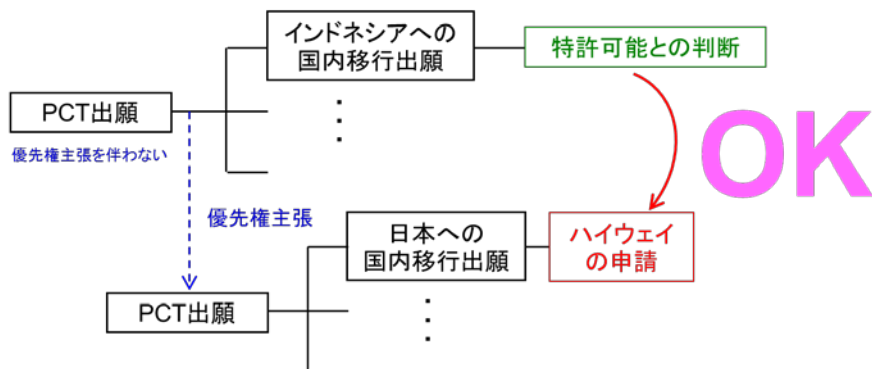 インドネシアへの
国内移行出願
特許可能との判断
PCT出願
優先権主張を伴わない
OK
優先権主張
日本への
国内移行出願
ハイウェイ
の申請
PCT出願